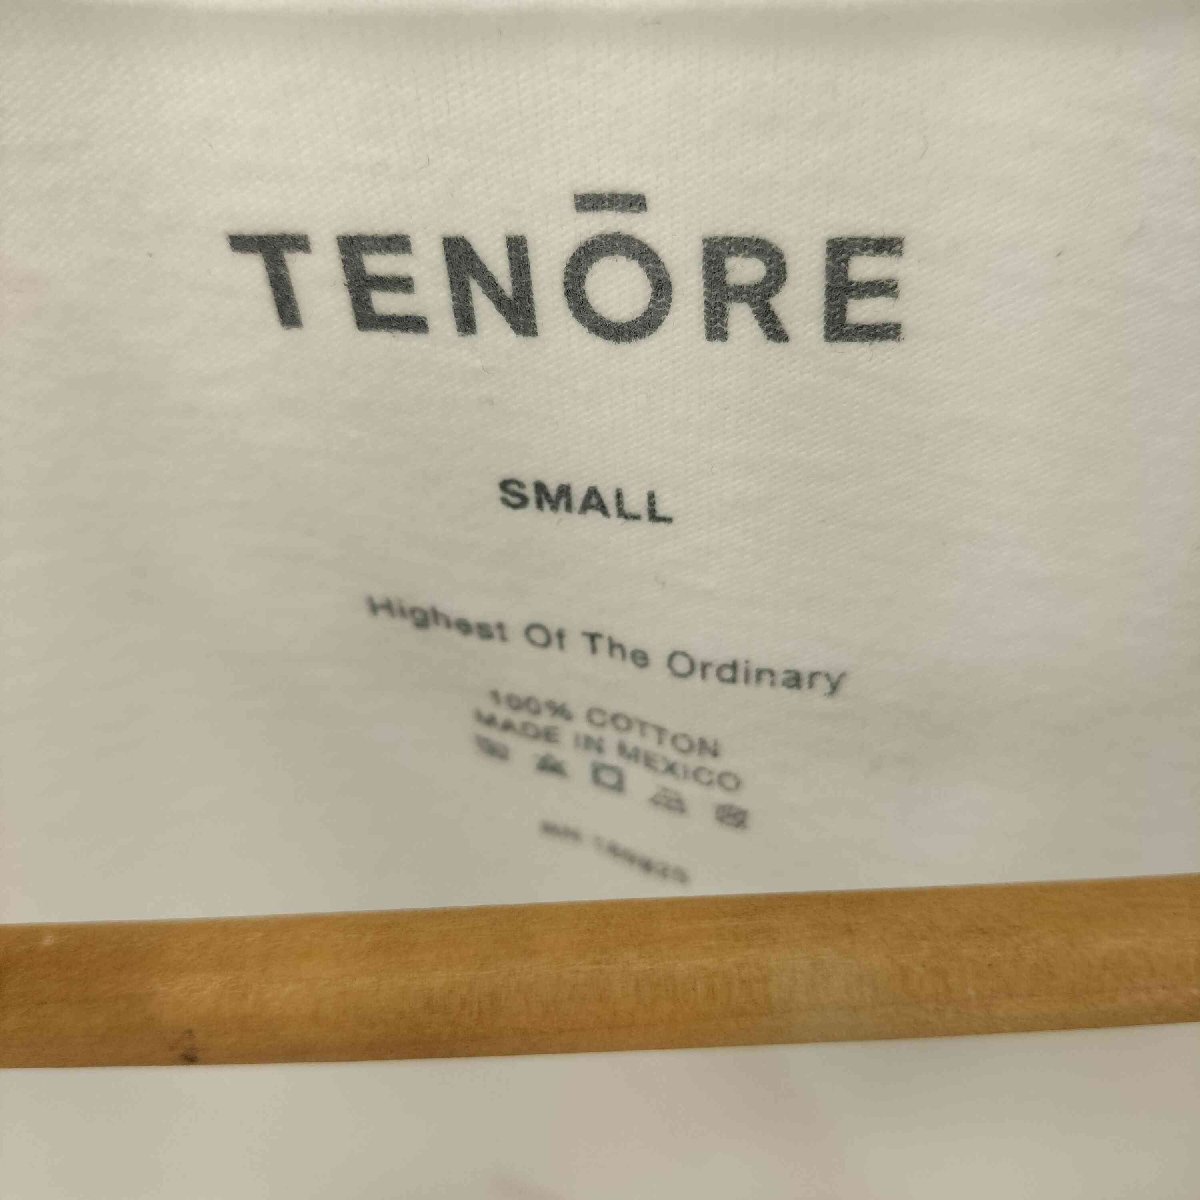 TENŌRE
SMALL
Highest Of The Ordinary
100% COTTON
MADE IN MEXICO